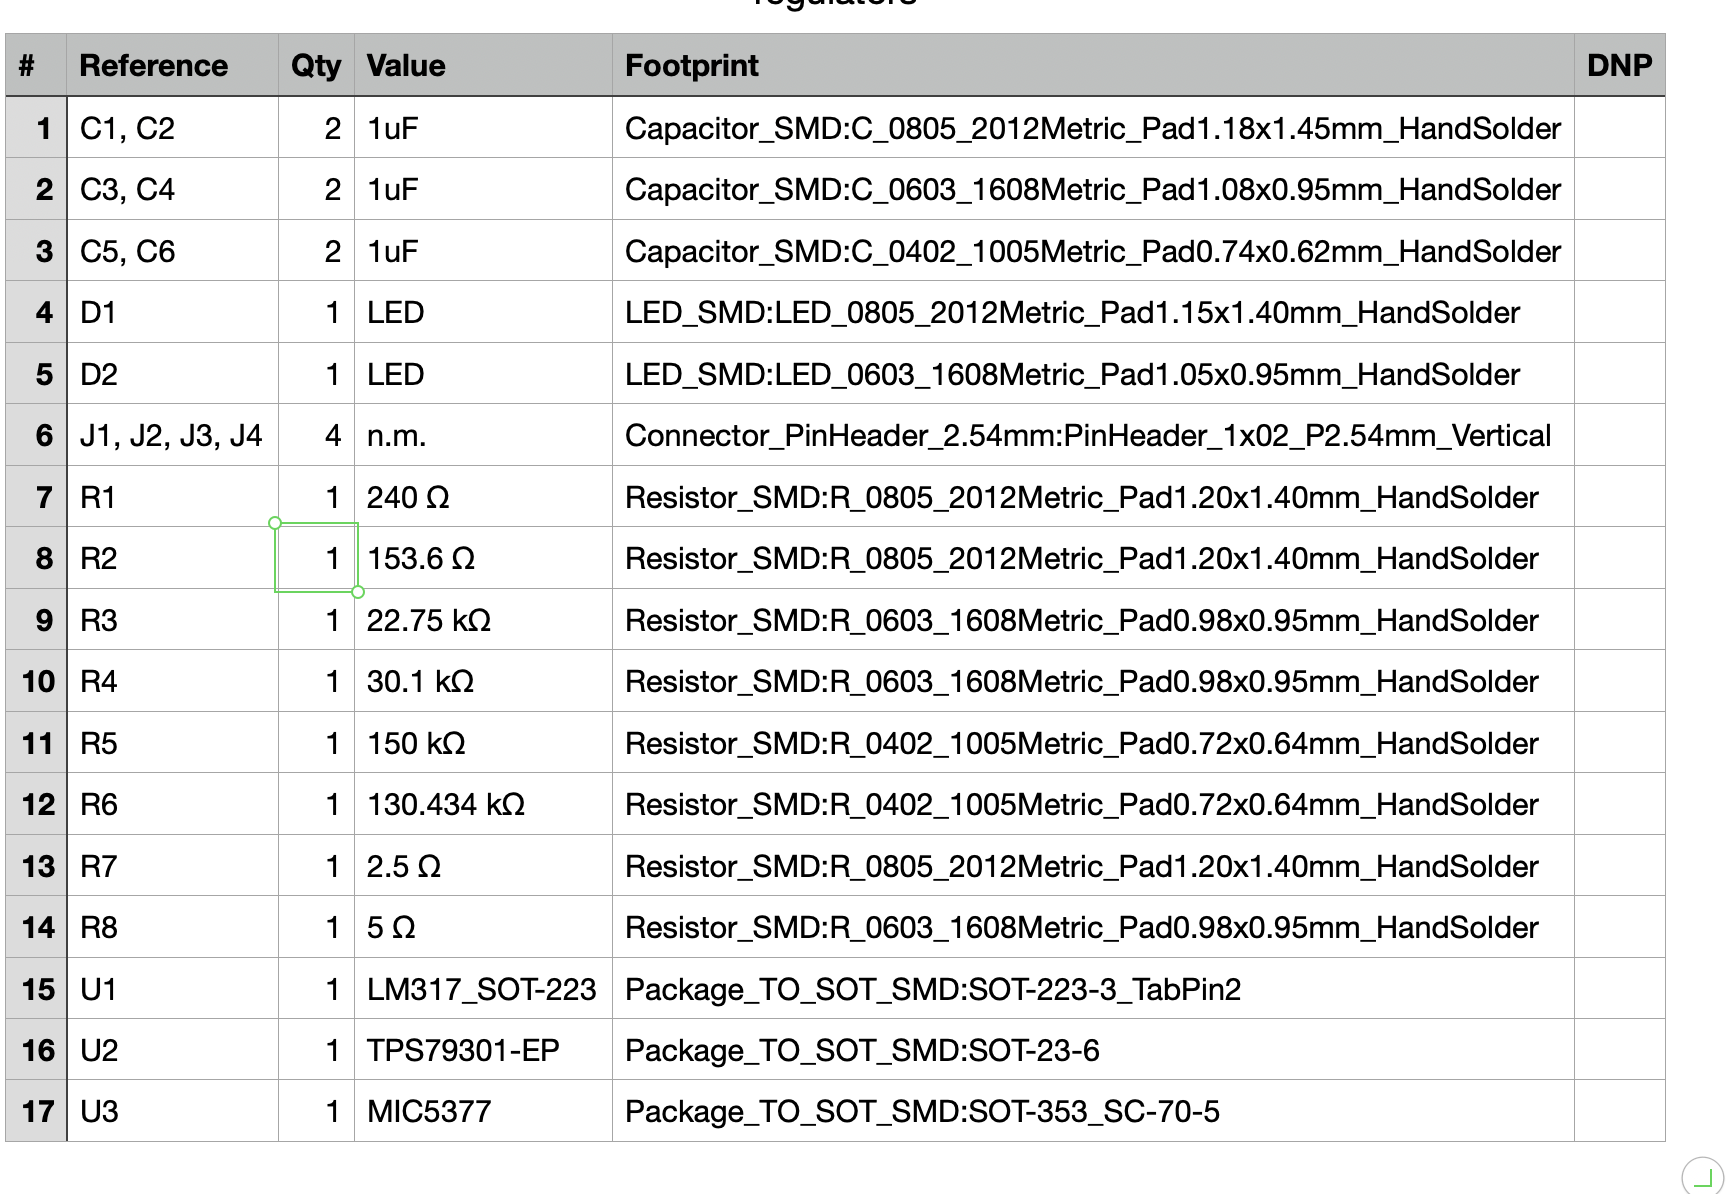 regulators
# Reference Qty Value Footprint DNP
1 C1, C2 2 1uF Capacitor_SMD:C_0805_2012Metric_Pad1.18x1.45mm_HandSolder
2 C3, C4 2 1uF Capacitor_SMD:C_0603_1608Metric_Pad1.08x0.95mm_HandSolder
3 C5, C6 2 1uF Capacitor_SMD:C_0402_1005Metric_Pad0.74x0.62mm_HandSolder
4 D1 1 LED LED_SMD:LED_0805_2012Metric_Pad1.15x1.40mm_HandSolder
5 D2 1 LED LED_SMD:LED_0603_1608Metric_Pad1.05x0.95mm_HandSolder
6 J1, J2, J3, J4 4 n.m. Connector_PinHeader_2.54mm:PinHeader_1x02_P2.54mm_Vertical
7 R1 1 240 Ω Resistor_SMD:R_0805_2012Metric_Pad1.20x1.40mm_HandSolder
8 R2 1 153.6 Ω Resistor_SMD:R_0805_2012Metric_Pad1.20x1.40mm_HandSolder
9 R3 1 22.75 kΩ Resistor_SMD:R_0603_1608Metric_Pad0.98x0.95mm_HandSolder
10 R4 1 30.1 kΩ Resistor_SMD:R_0603_1608Metric_Pad0.98x0.95mm_HandSolder
11 R5 1 150 kΩ Resistor_SMD:R_0402_1005Metric_Pad0.72x0.64mm_HandSolder
12 R6 1 130.434 kΩ Resistor_SMD:R_0402_1005Metric_Pad0.72x0.64mm_HandSolder
13 R7 1 2.5 Ω Resistor_SMD:R_0805_2012Metric_Pad1.20x1.40mm_HandSolder
14 R8 1 5 Ω Resistor_SMD:R_0603_1608Metric_Pad0.98x0.95mm_HandSolder
15 U1 1 LM317_SOT-223 Package_TO_SOT_SMD:SOT-223-3_TabPin2
16 U2 1 TPS79301-EP Package_TO_SOT_SMD:SOT-23-6
17 U3 1 MIC5377 Package_TO_SOT_SMD:SOT-353_SC-70-5